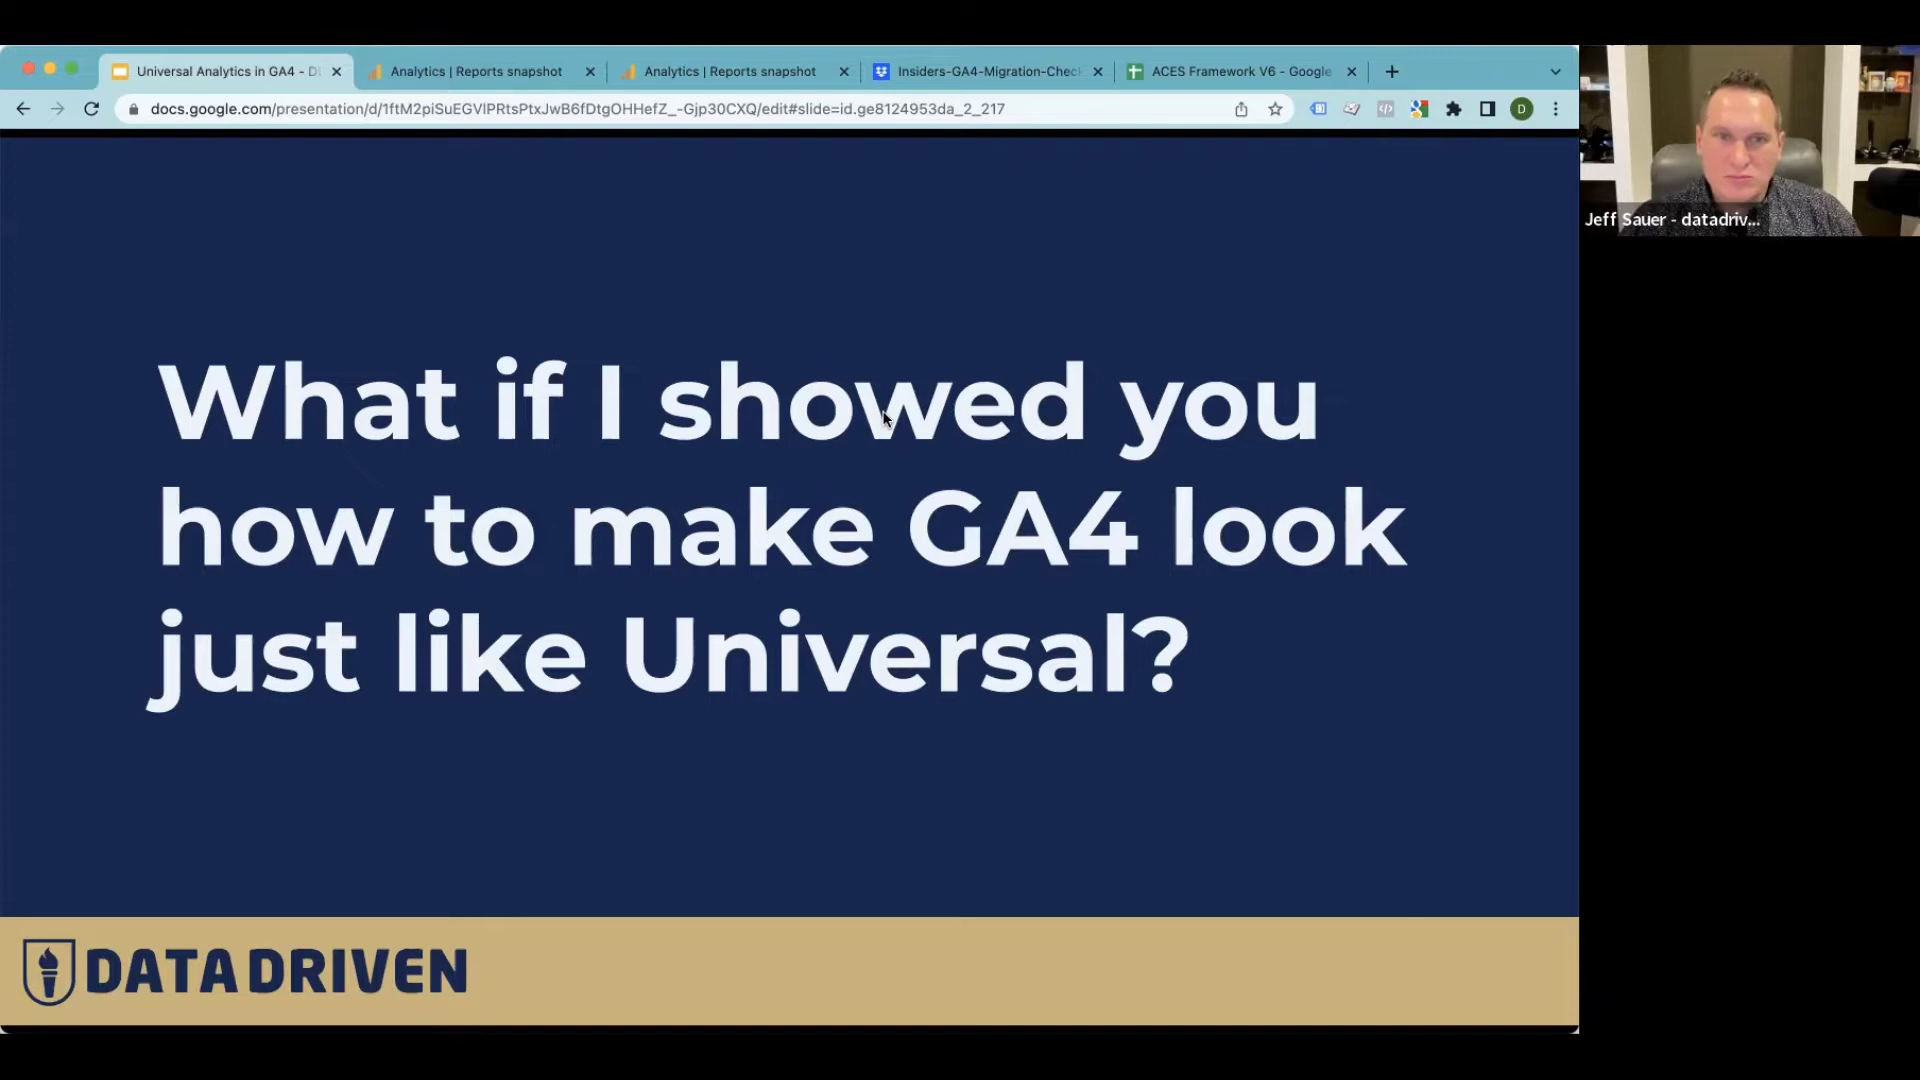 Universal Analytics in GA4 - D
Analytics | Reports snapshot
Analytics | Reports snapshot
Insiders-GA4-Migration-Chec
ACES Framework V6 - Google
docs.google.com/presentation/d/1ftM2piSuEGVlPRtsPtxJwB6fDtgOHHefZ_-Gjp30CXQ/edit#slide=id.ge8124953da_2_217
D
Jeff Sauer - datadriv...
What if I showed you
how to make GA4 look
just like Universal?
DATA DRIVEN